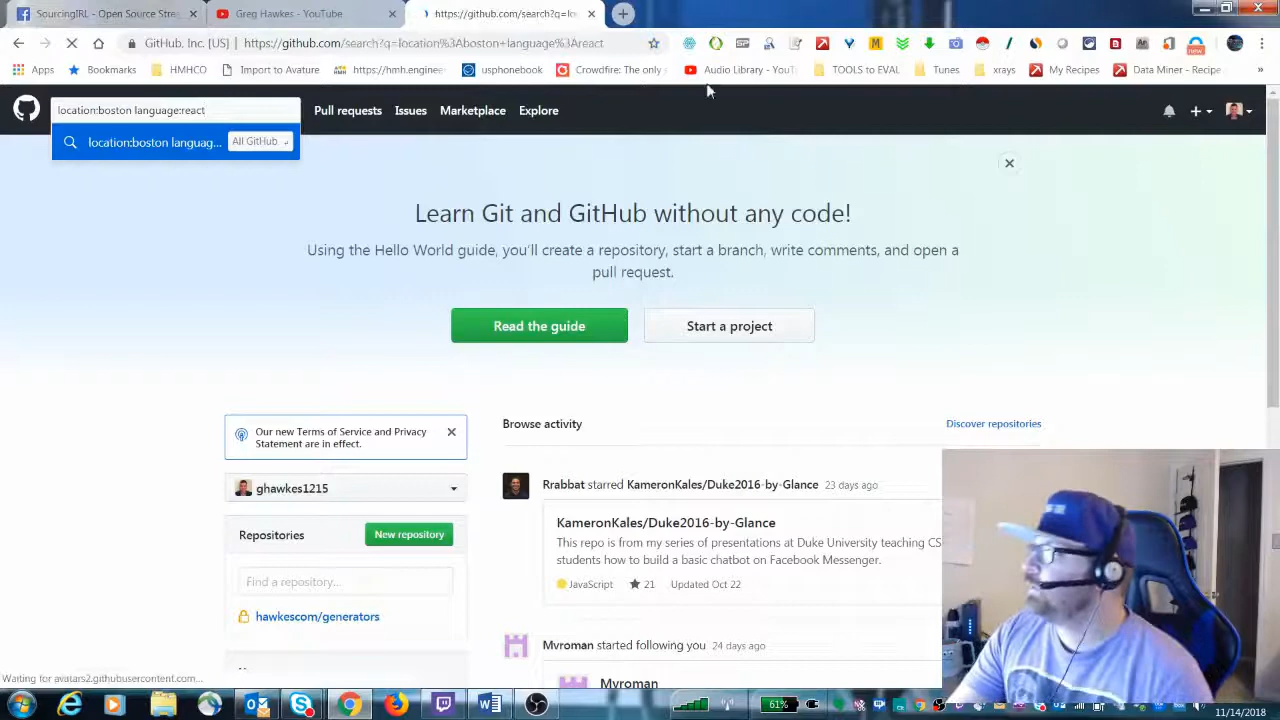 SourcingIRL - Open Source Stre
Greg Hawkes - YouTube
https://github.com/search?q=lo
GitHub, Inc. [US] | https://github.com/search?q=location%3Aboston+language%3Areact
Apps
Bookmarks
HMHCO
Import to Avature
https://hmh.avature
usphonebook
Crowdfire: The only
Audio Library - YouT
TOOLS to EVAL
Tunes
xrays
My Recipes
Data Miner - Recipe
new
location:boston language:react
location:boston languag...
All GitHub
Pull requests Issues Marketplace Explore
Learn Git and GitHub without any code!
Using the Hello World guide, you'll create a repository, start a branch, write comments, and open a
pull request.
Read the guide
Start a project
Our new Terms of Service and Privacy
Statement are in effect.
ghawkes1215
Repositories
New repository
Find a repository...
hawkescom/generators
Browse activity
Discover repositories
Rrabbat starred KameronKales/Duke2016-by-Glance 23 days ago
KameronKales/Duke2016-by-Glance
This repo is from my series of presentations at Duke University teaching CS
students how to build a basic chatbot on Facebook Messenger.
JavaScript 21 Updated Oct 22
Mvroman started following you 24 days ago
Mvroman
Waiting for avatars2.githubusercontent.com...
61%
11/14/2018